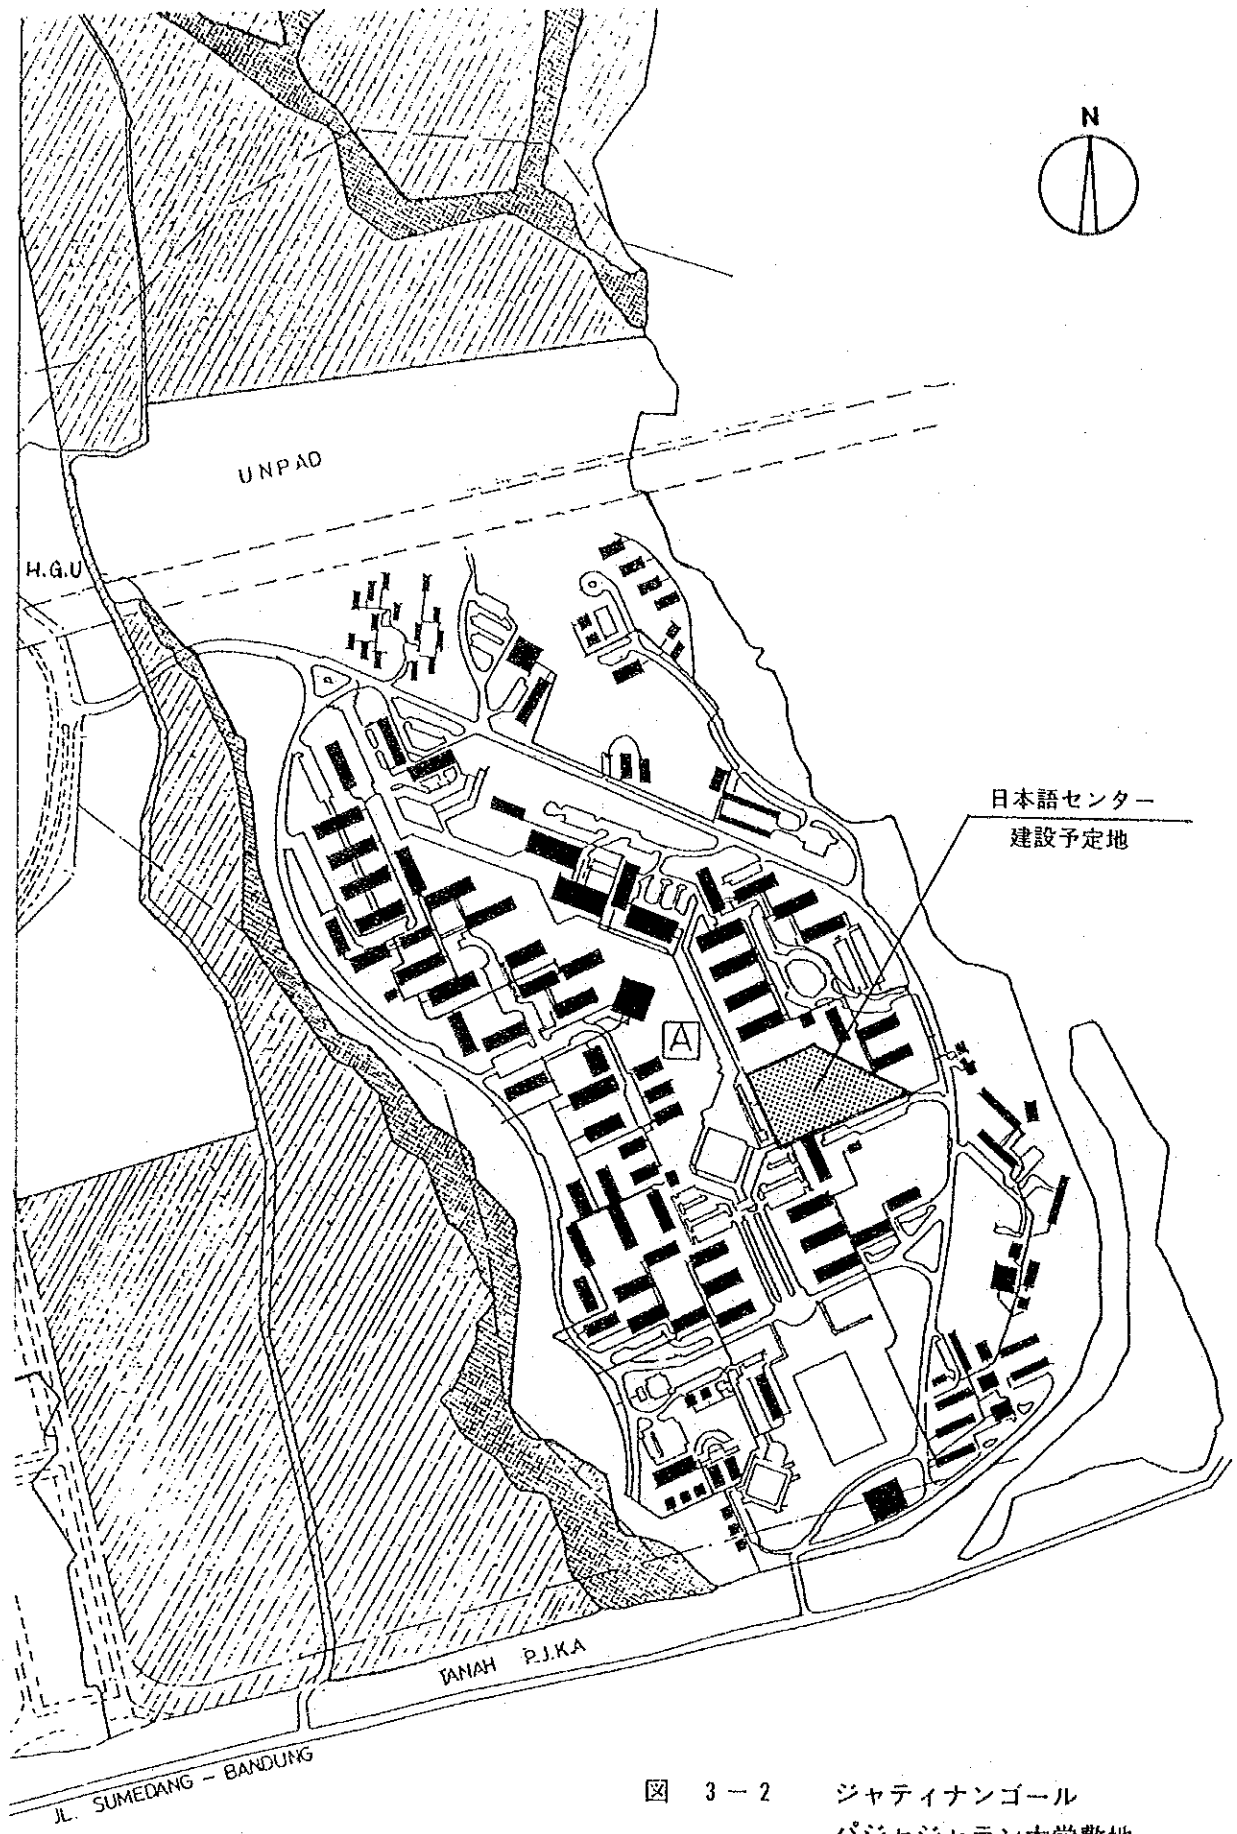 N
UNPAD
H.G.U
日本語センター
建設予定地
A
TANAH P.J.K.A
JL. SUMEDANG - BANDUNG
図 3-2 ジャティナンゴール